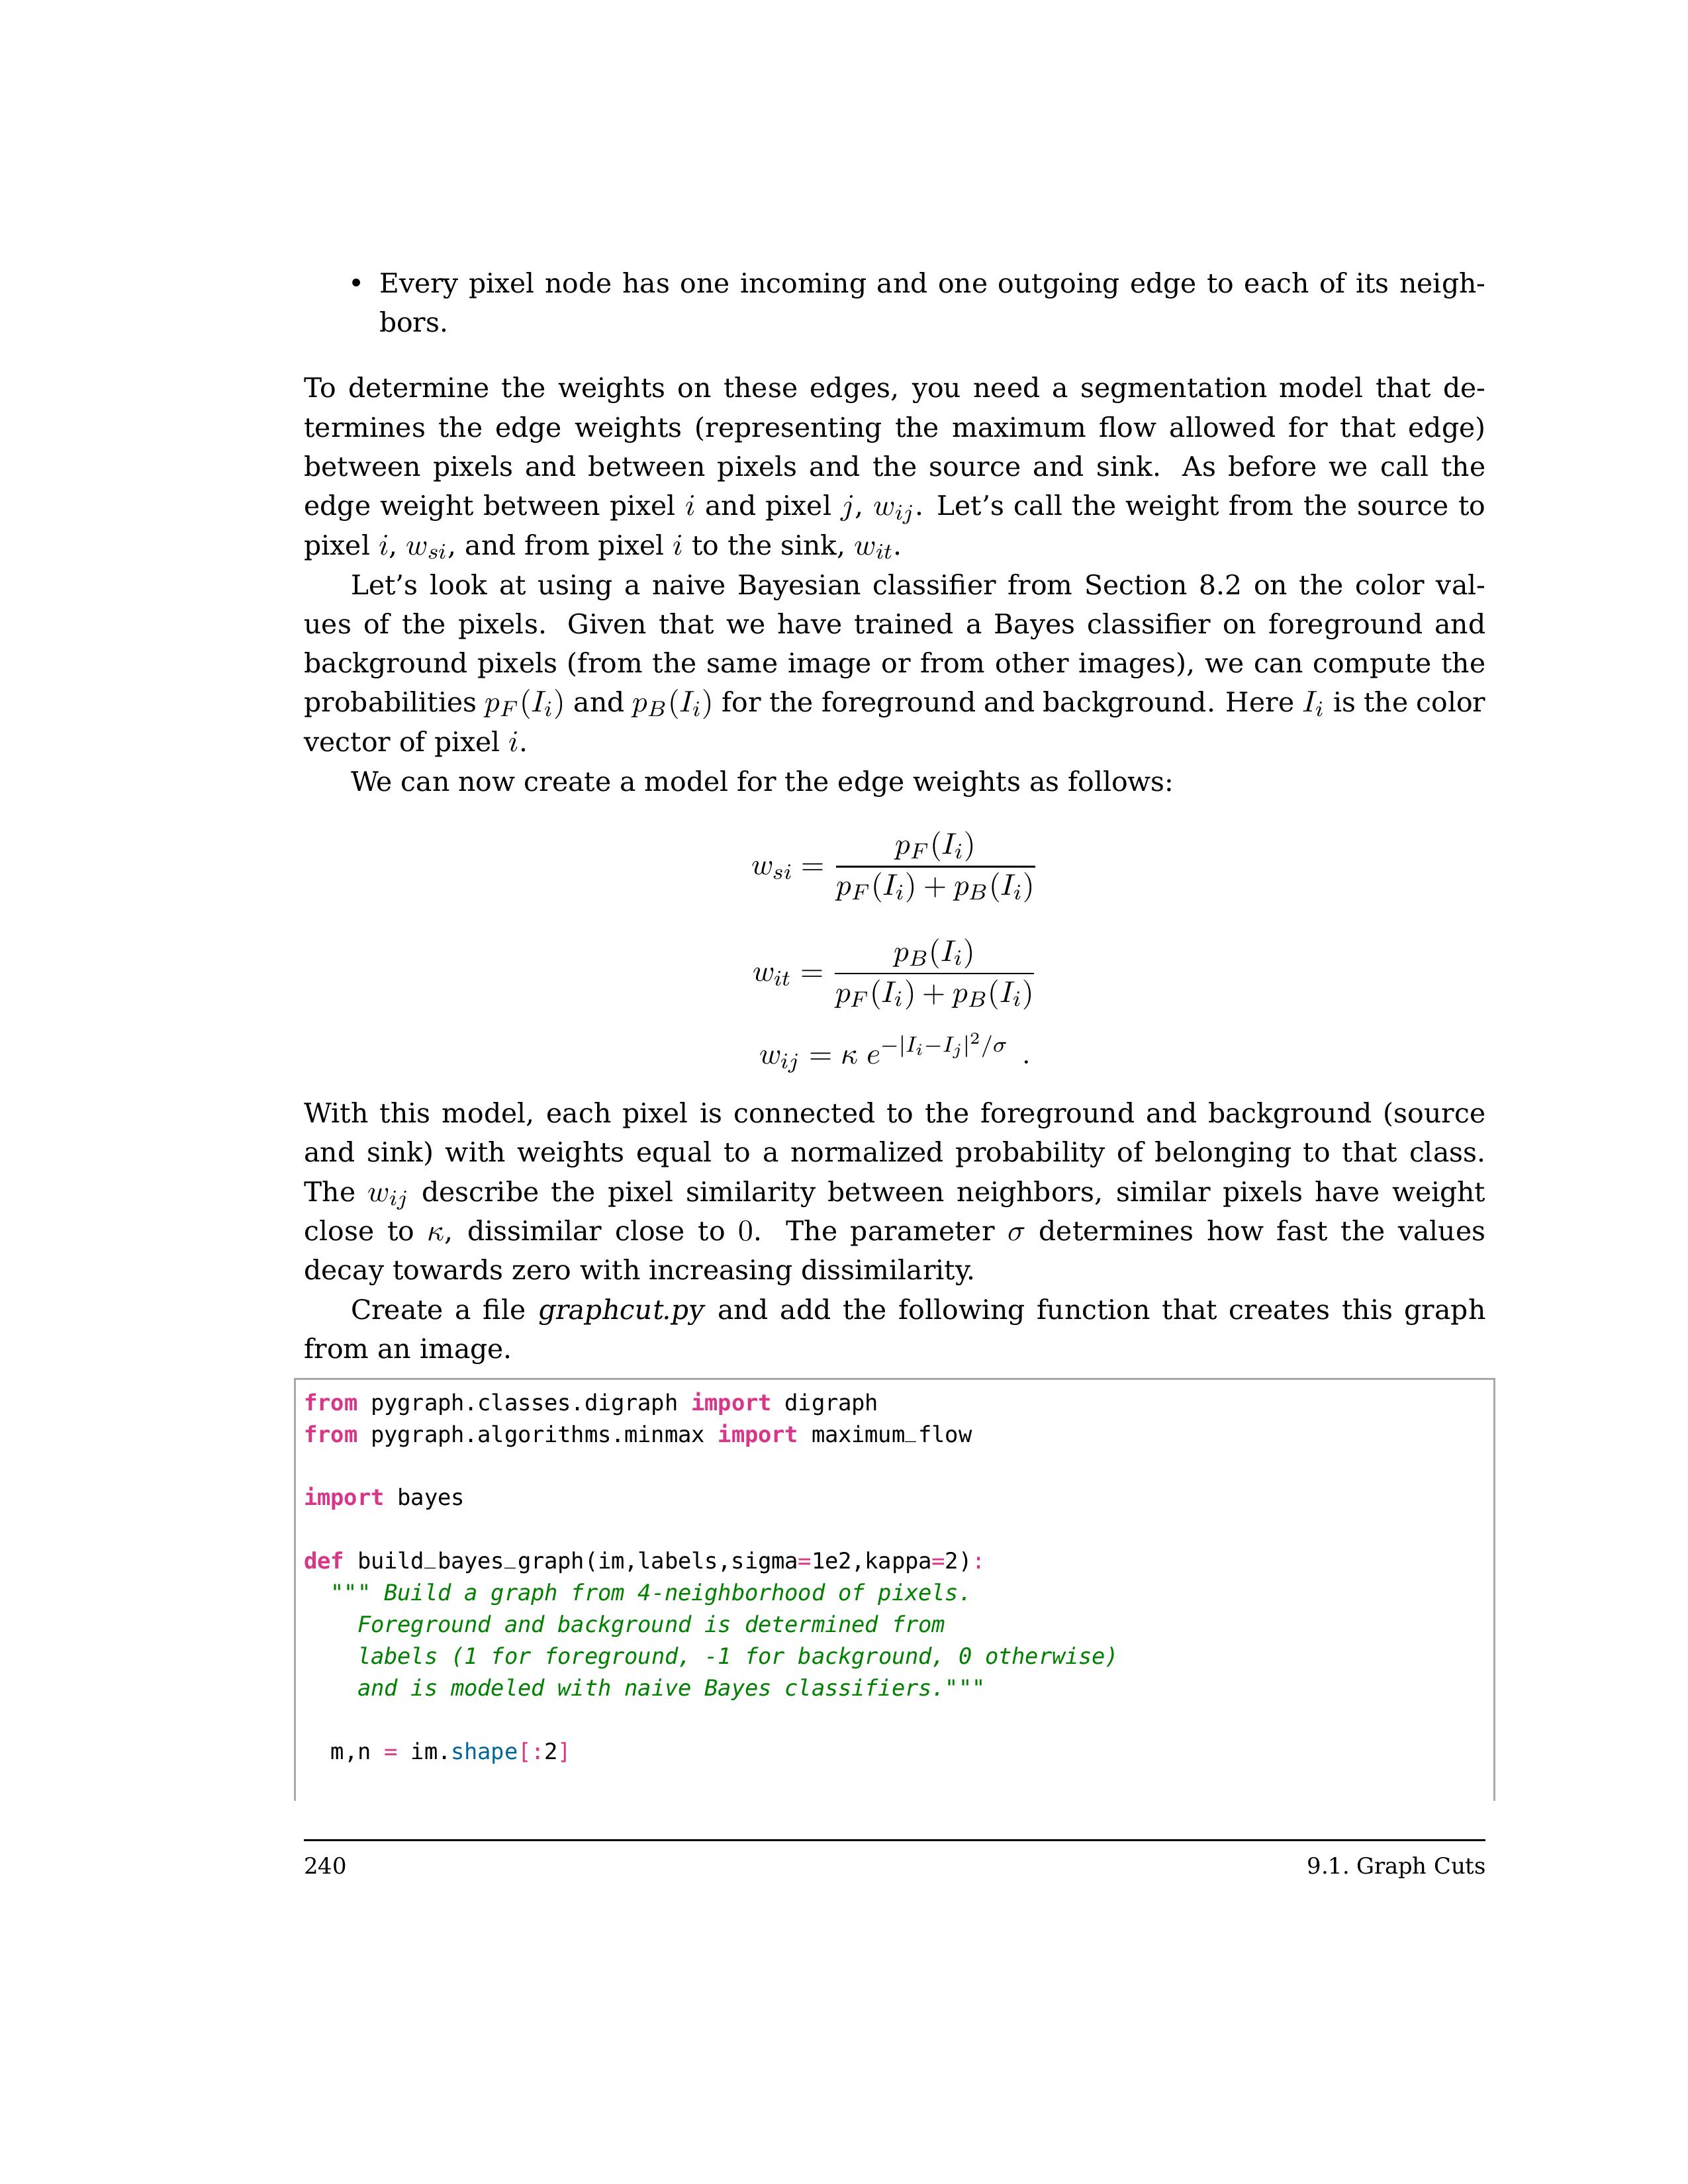 • Every pixel node has one incoming and one outgoing edge to each of its neigh-
bors.
To determine the weights on these edges, you need a segmentation model that de-
termines the edge weights (representing the maximum flow allowed for that edge)
between pixels and between pixels and the source and sink. As before we call the
edge weight between pixel i and pixel j, w_{ij}. Let's call the weight from the source to
pixel i, w_{si}, and from pixel i to the sink, w_{it}.
Let's look at using a naive Bayesian classifier from Section 8.2 on the color val-
ues of the pixels. Given that we have trained a Bayes classifier on foreground and
background pixels (from the same image or from other images), we can compute the
probabilities p_F(I_i) and p_B(I_i) for the foreground and background. Here I_i is the color
vector of pixel i.
We can now create a model for the edge weights as follows:
w_{si} = \frac{p_F(I_i)}{p_F(I_i) + p_B(I_i)}
w_{it} = \frac{p_B(I_i)}{p_F(I_i) + p_B(I_i)}
w_{ij} = κ e^{-|I_i-I_j|^2/σ} .
With this model, each pixel is connected to the foreground and background (source
and sink) with weights equal to a normalized probability of belonging to that class.
The w_{ij} describe the pixel similarity between neighbors, similar pixels have weight
close to κ, dissimilar close to 0. The parameter σ determines how fast the values
decay towards zero with increasing dissimilarity.
Create a file graphcut.py and add the following function that creates this graph
from an image.
from pygraph.classes.digraph import digraph
from pygraph.algorithms.minmax import maximum_flow
import bayes
def build_bayes_graph(im,labels,sigma=1e2,kappa=2):
""" Build a graph from 4-neighborhood of pixels.
Foreground and background is determined from
labels (1 for foreground, -1 for background, 0 otherwise)
and is modeled with naive Bayes classifiers."""
m,n = im.shape[:2]
240 9.1. Graph Cuts